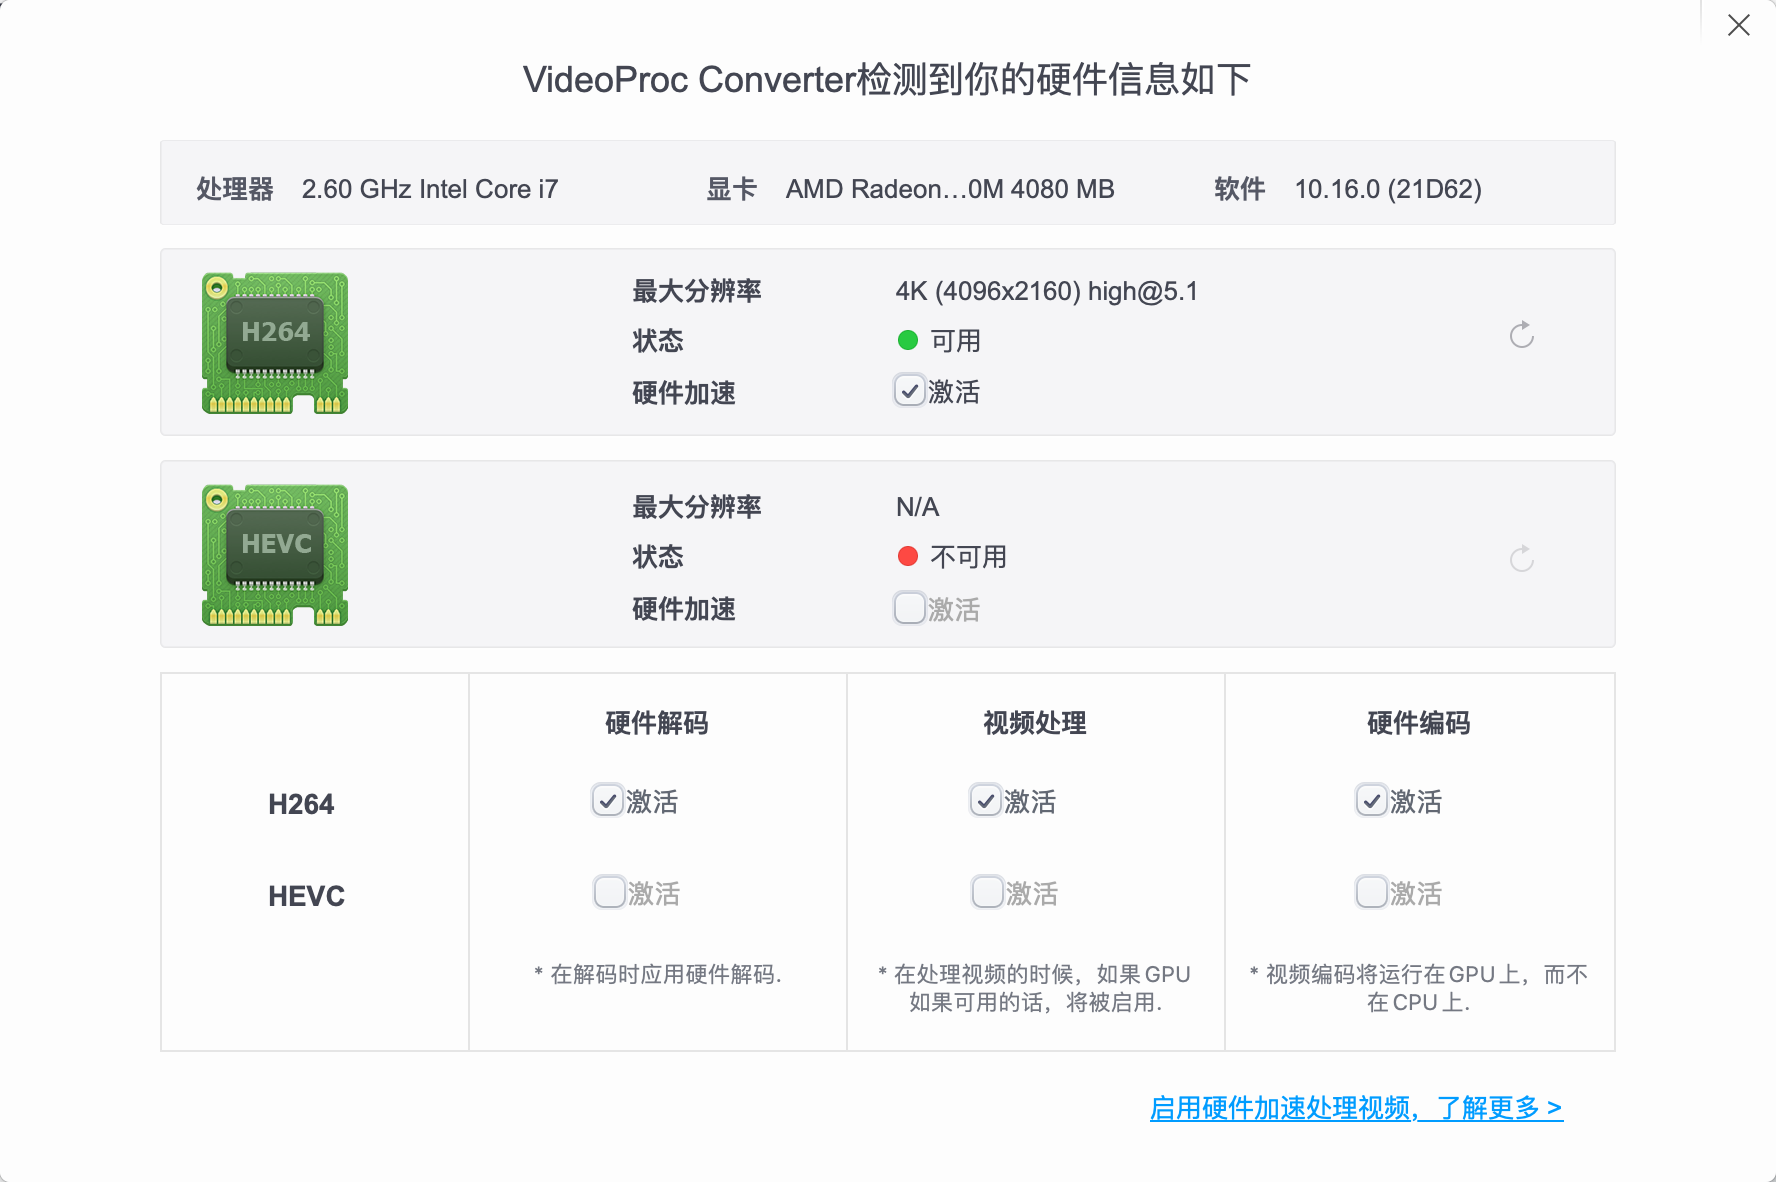 VideoProc Converter检测到你的硬件信息如下
处理器 2.60 GHz Intel Core i7 显卡 AMD Radeon...0M 4080 MB 软件 10.16.0 (21D62)
H264
最大分辨率 4K (4096x2160) high@5.1
状态 可用
硬件加速 激活
HEVC
最大分辨率 N/A
状态 不可用
硬件加速 激活
硬件解码 视频处理 硬件编码
H264 激活 激活 激活
HEVC 激活 激活 激活
* 在解码时应用硬件解码.
* 在处理视频的时候，如果GPU
如果可用的话，将被启用.
* 视频编码将运行在GPU上，而不
在CPU上.
启用硬件加速处理视频，了解更多 >